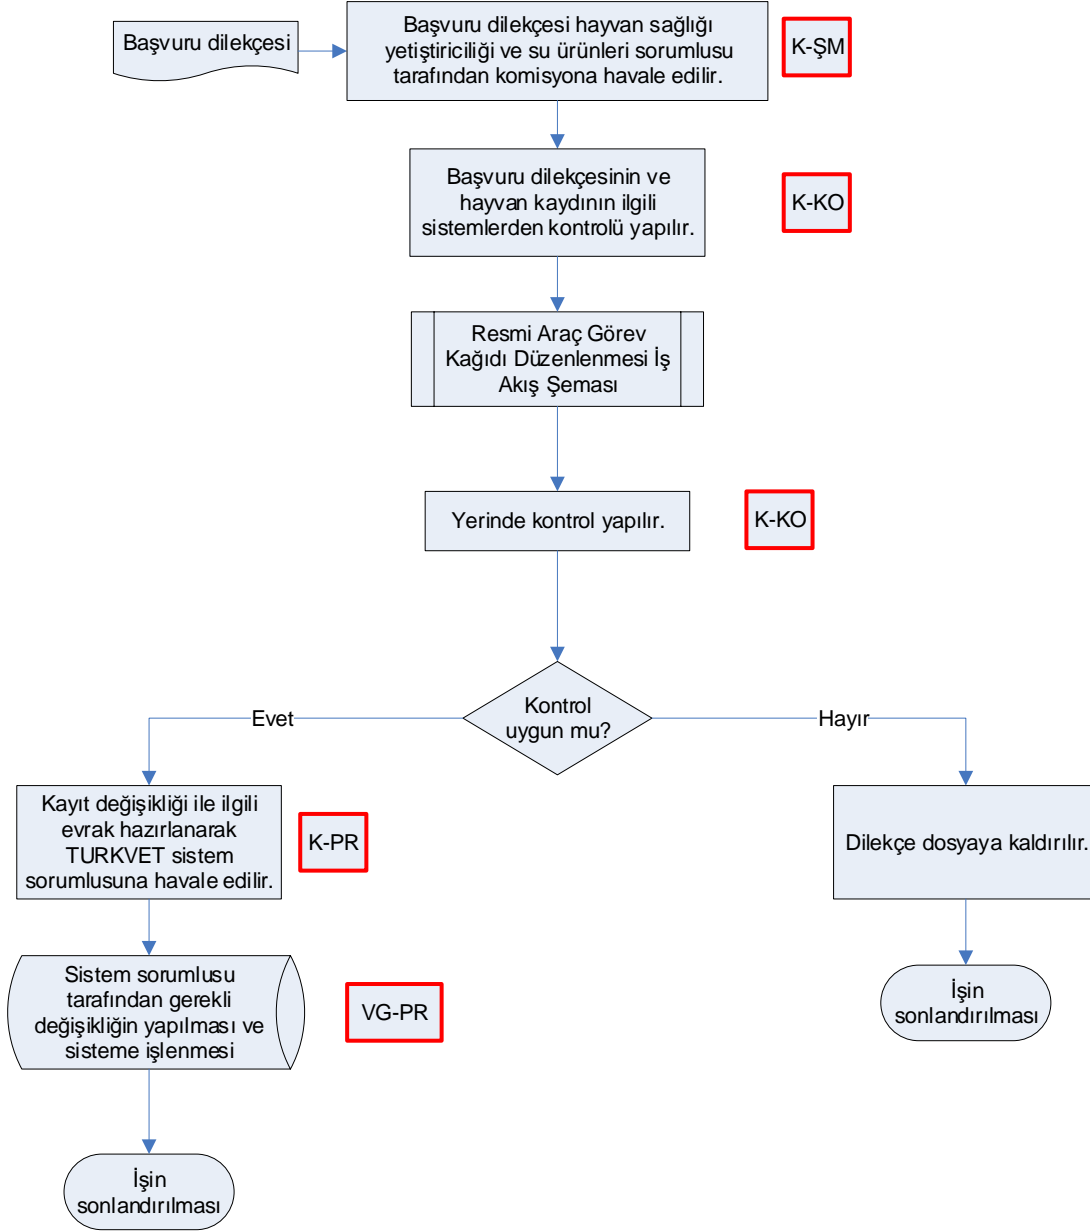 Başvuru dilekçesi
Başvuru dilekçesi hayvan sağlığı
yetiştiriciliği ve su ürünleri sorumlusu
tarafından komisyona havale edilir.
K-ŞM
Başvuru dilekçesinin ve
hayvan kaydının ilgili
sistemlerden kontrolü yapılır.
K-KO
Resmi Araç Görev
Kağıdı Düzenlenmesi İş
Akış Şeması
Yerinde kontrol yapılır.
K-KO
Kontrol
uygun mu?
Evet
Hayır
Kayıt değişikliği ile ilgili
evrak hazırlanarak
TURKVET sistem
sorumlusuna havale edilir.
K-PR
Dilekçe dosyaya kaldırılır.
Sistem sorumlusu
tarafından gerekli
değişikliğin yapılması ve
sisteme işlenmesi
VG-PR
İşin
sonlandırılması
İşin
sonlandırılması